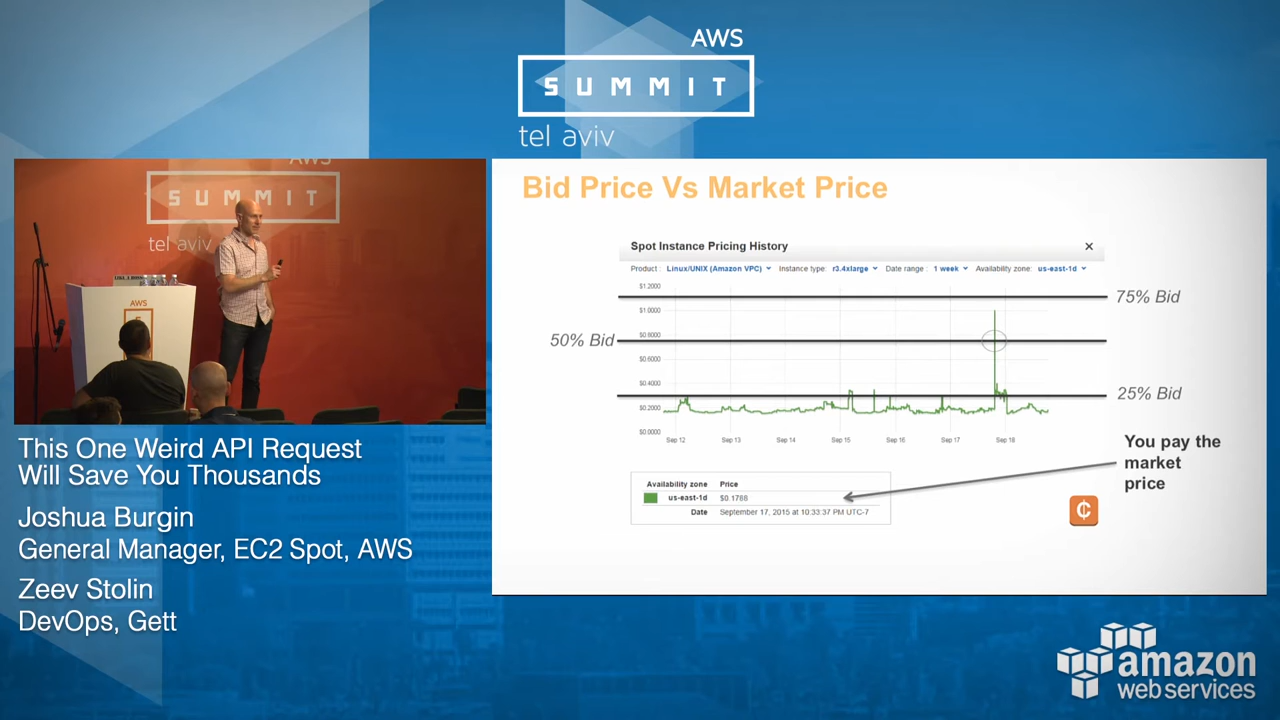 AWS
SUMMIT
tel aviv
AWS
SUMMIT
tel aviv
AWS
Bid Price Vs Market Price
Spot Instance Pricing History
Product : Linux/UNIX (Amazon VPC) Instance type: r3.4xlarge Date range : 1 week Availability zone: us-east-1d
$1.2000
75% Bid
$1.0000
50% Bid
$0.8000
$0.6000
$0.4000
25% Bid
$0.2000
$0.0000
Sep 12 Sep 13 Sep 14 Sep 15 Sep 16 Sep 17 Sep 18
You pay the
market
price
Availability zone Price
us-east-1d $0.1788
Date September 17, 2015 at 10:33:37 PM UTC-7
This One Weird API Request
Will Save You Thousands
Joshua Burgin
General Manager, EC2 Spot, AWS
Zeev Stolin
DevOps, Gett
amazon
web services